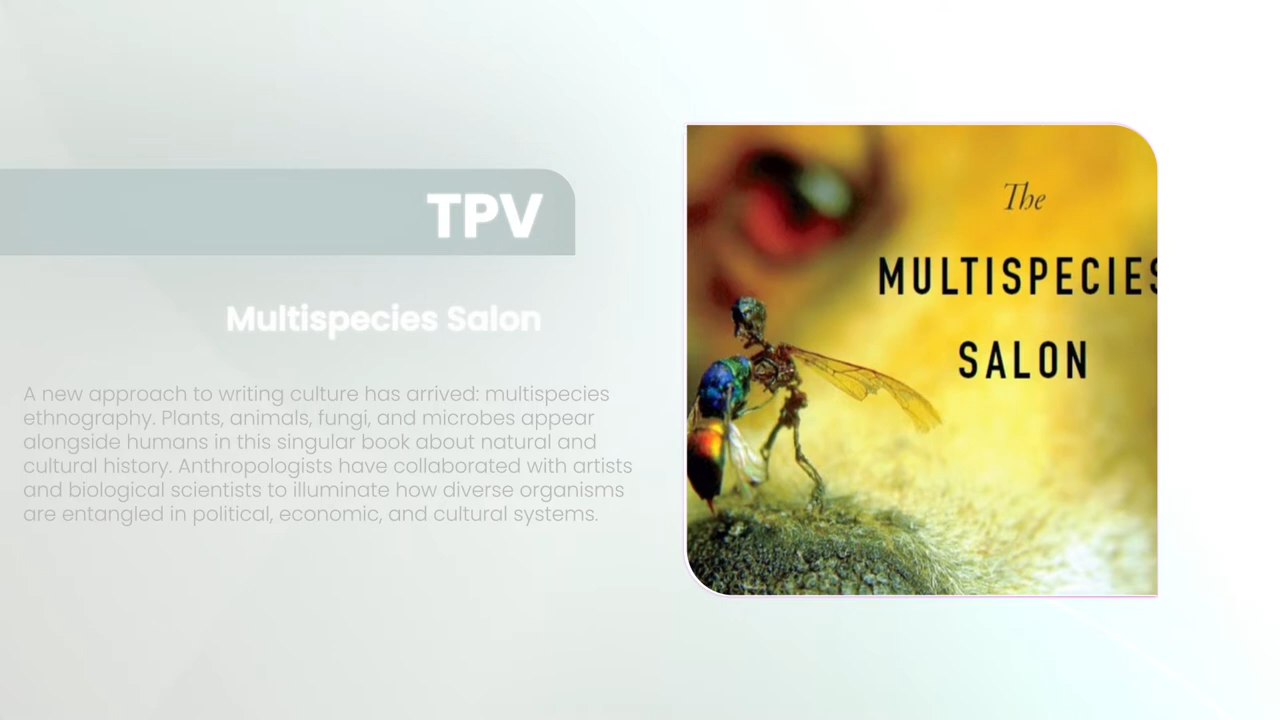 TPV
Multispecies Salon
A new approach to writing culture has arrived: multispecies
ethnography. Plants, animals, fungi, and microbes appear
alongside humans in this singular book about natural and
cultural history. Anthropologists have collaborated with artists
and biological scientists to illuminate how diverse organisms
are entangled in political, economic, and cultural systems.
The
MULTISPECIES
SALON